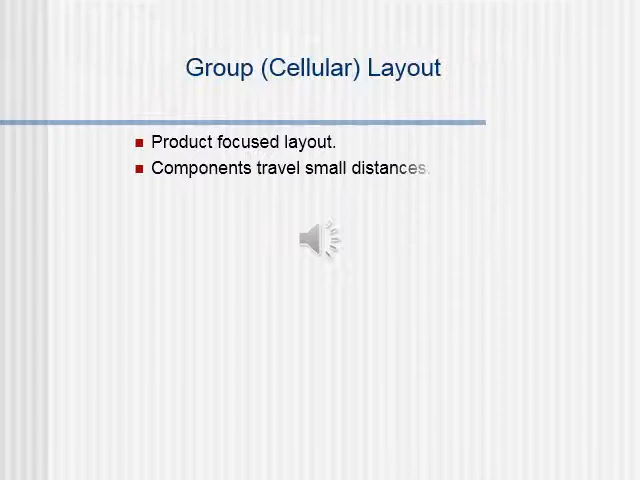 Group (Cellular) Layout
Product focused layout.
Components travel small distances.